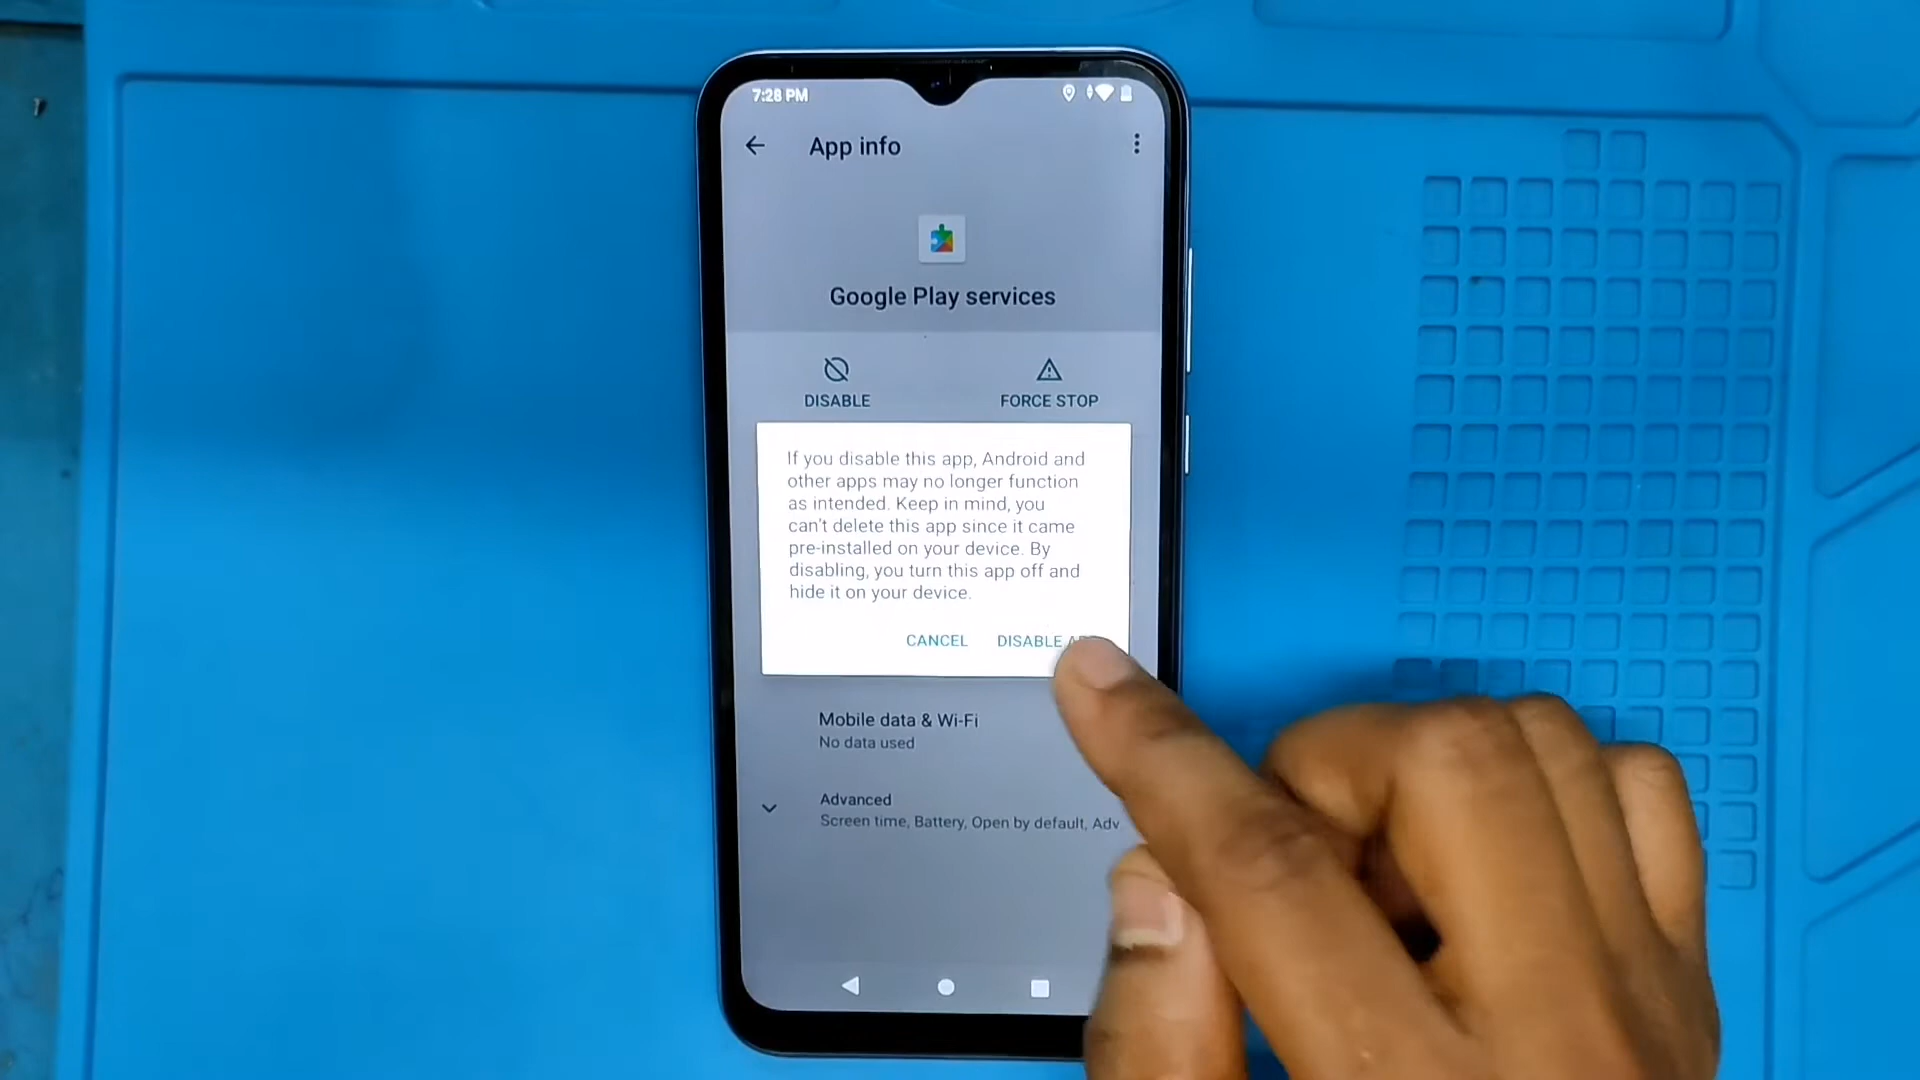 7:28 PM
App info
Google Play services
DISABLE
FORCE STOP
If you disable this app, Android and
other apps may no longer function
as intended. Keep in mind, you
can't delete this app since it came
pre-installed on your device. By
disabling, you turn this app off and
hide it on your device.
CANCEL
DISABLE
Mobile data & Wi-Fi
No data used
Advanced
Screen time, Battery, Open by default, Adv